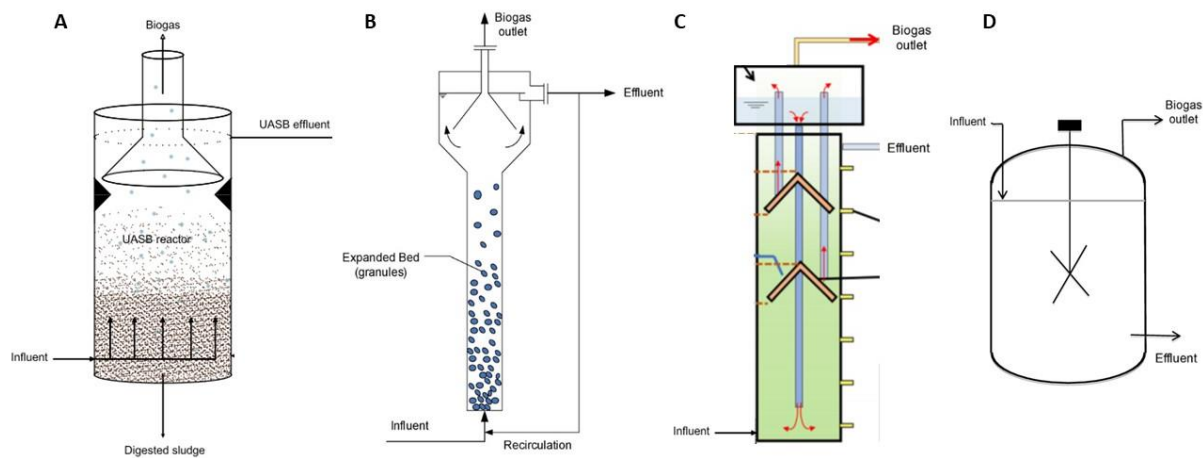 A
Biogas
UASB effluent
UASB reactor
Influent
Digested sludge
B
Biogas
outlet
Effluent
Expanded Bed
(granules)
Influent
Recirculation
C
Biogas
outlet
Effluent
Influent
D
Influent
Biogas
outlet
Effluent